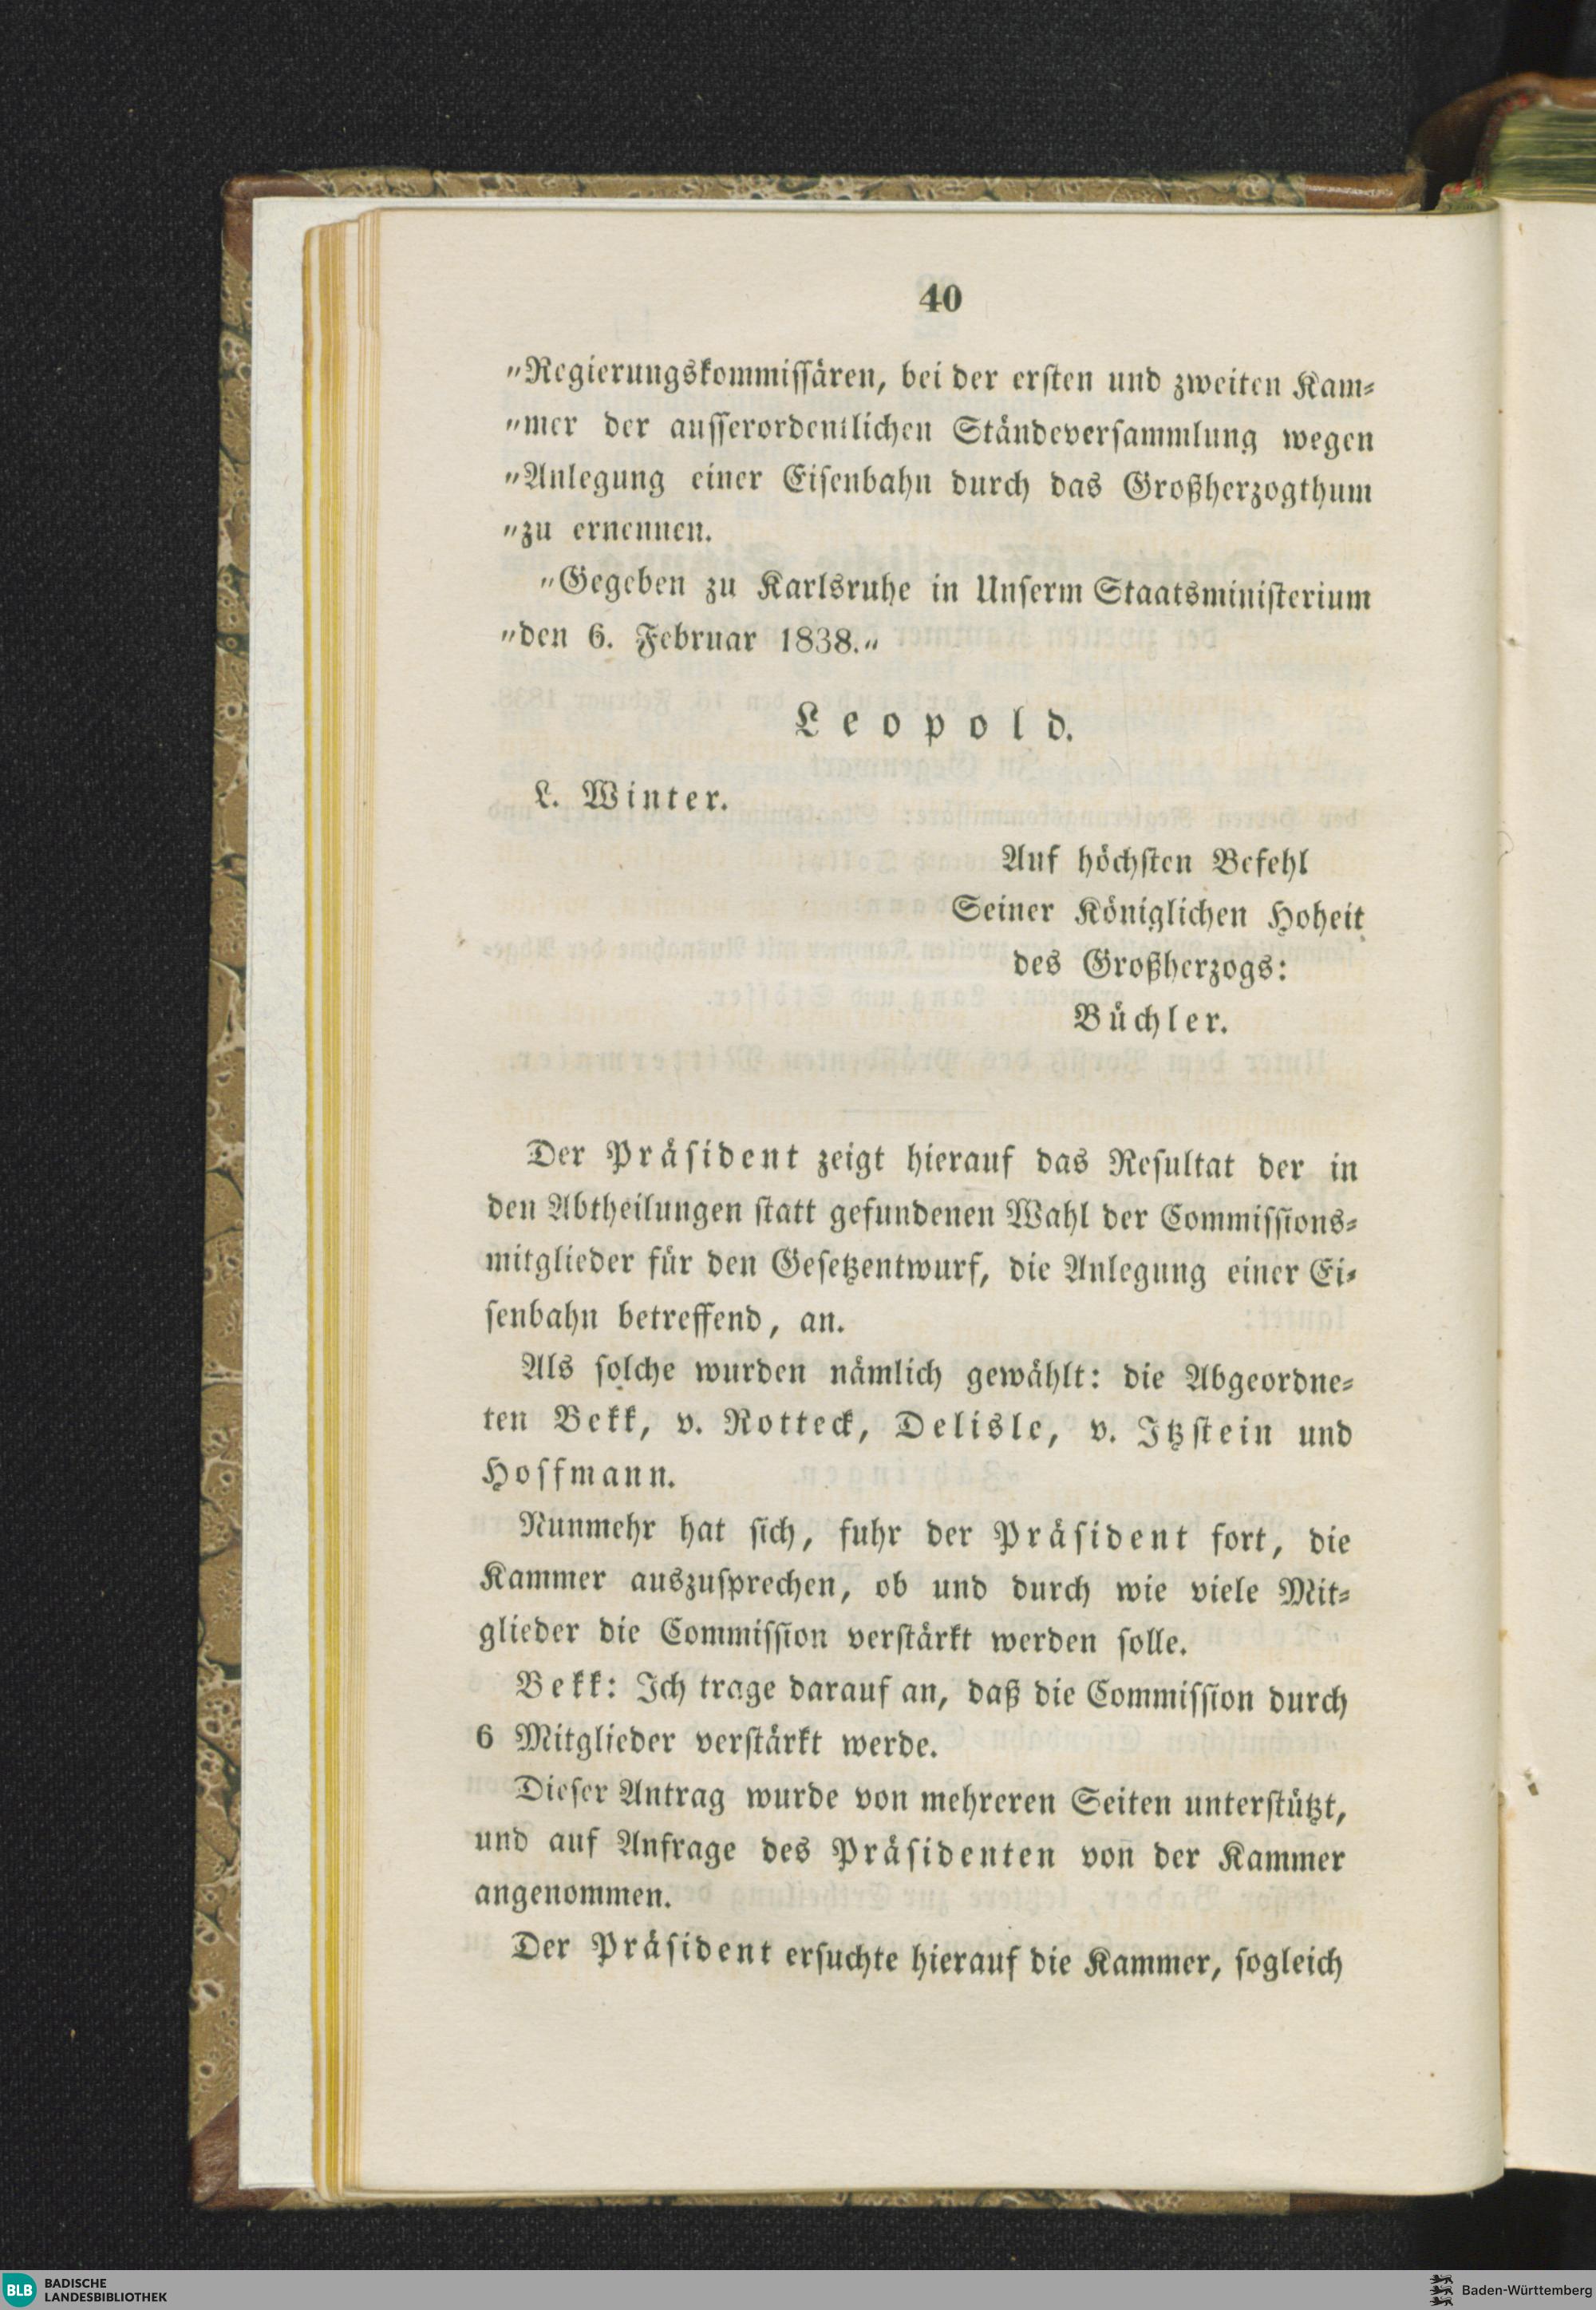 40
„Regierungskommissären, bei der ersten und zweiten Kam-
„mer der ausserordentlichen Ständeversammlung wegen
„Anlegung einer Eisenbahn durch das Großherzogthum
„zu ernennen.
„Gegeben zu Karlsruhe in Unserm Staatsministerium
„den 6. Februar 1838.„
Leopold.
L. Winter.
Auf höchsten Befehl
Seiner Königlichen Hoheit
des Großherzogs:
Büchler.
Der Präsident zeigt hierauf das Resultat der in
den Abtheilungen statt gefundenen Wahl der Commissions-
mitglieder für den Gesetzentwurf, die Anlegung einer Ei-
senbahn betreffend, an.
Als solche wurden nämlich gewählt: die Abgeordne-
ten Bekk, v. Rotteck, Delisle, v. Itzstein und
Hoffmann.
Nunmehr hat sich, fuhr der Präsident fort, die
Kammer auszusprechen, ob und durch wie viele Mit-
glieder die Commission verstärkt werden solle.
Bekk: Ich trage darauf an, daß die Commission durch
6 Mitglieder verstärkt werde.
Dieser Antrag wurde von mehreren Seiten unterstützt,
und auf Anfrage des Präsidenten von der Kammer
angenommen.
Der Präsident ersuchte hierauf die Kammer, sogleich
BLB BADISCHE
LANDESBIBLIOTHEK
Baden-Württemberg